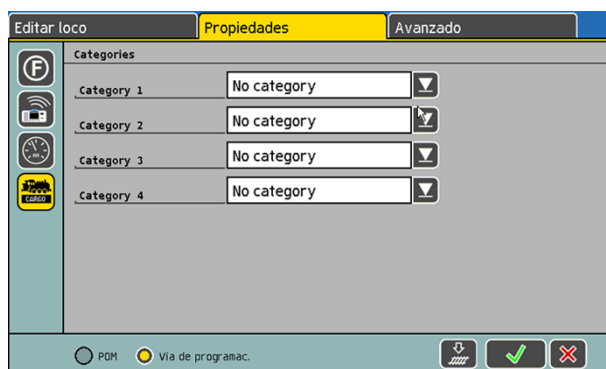 Editar loco Propiedades Avanzado
Categories
Category 1 No category
Category 2 No category
Category 3 No category
Category 4 No category
F
CARGO
POM Vía de programac.